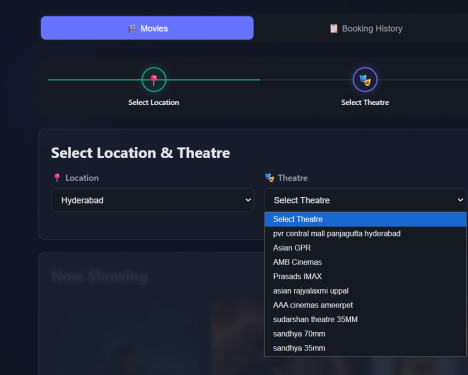 Movies
Booking History
Select Location
Select Theatre
Select Location & Theatre
Location
Theatre
Hyderabad
Select Theatre
Select Theatre
pvr central mall panjagutta hyderabad
Asian GPR
AMB Cinemas
Prasads IMAX
asian rajyalaxmi uppal
AAA cinemas ameerpet
sudarshan theatre 35MM
sandhya 70mm
sandhya 35mm
Now Showing